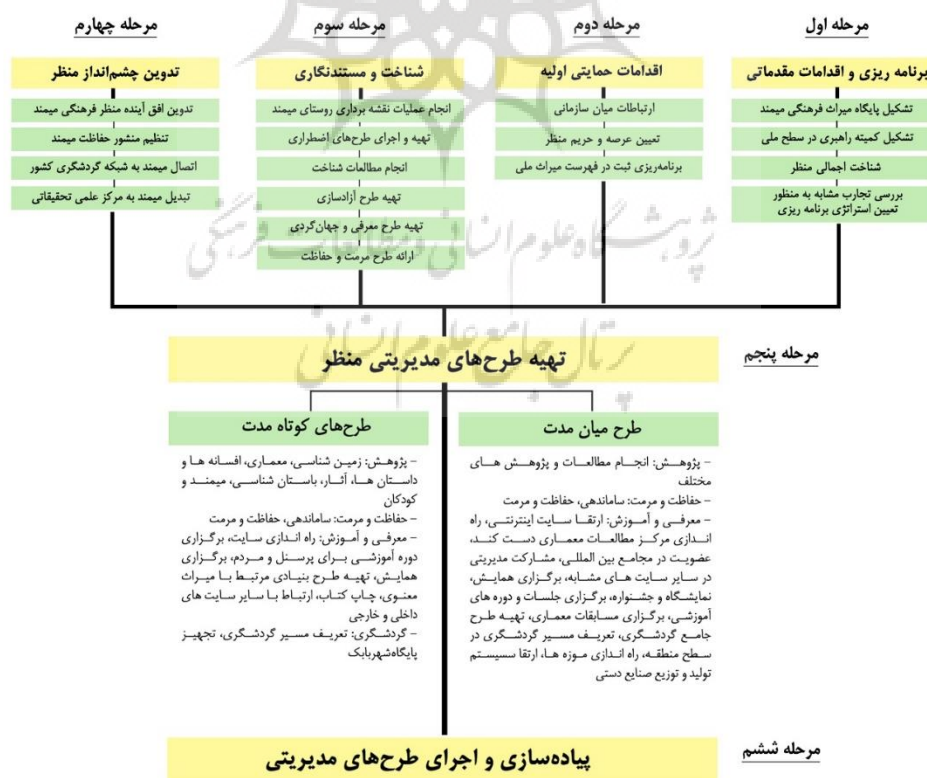 مرحله اول
برنامه ریزی و اقدامات مقدماتی
تشکیل پایگاه میراث فرهنگی میمند
تشکیل کمیته راهبری در سطح ملی
شناخت اجمالی منظر
بررسی تجارب مشابه به منظور
تعیین استراتژی برنامه ریزی
مرحله دوم
اقدامات حمایتی اولیه
ارتباطات میان سازمانی
تعیین عرصه و حریم منظر
برنامه‌ریزی ثبت در فهرست میراث ملی
مرحله سوم
شناخت و مستندنگاری
انجام عملیات نقشه برداری روستای میمند
تهیه و اجرای طرح‌های اضطراری
انجام مطالعات شناخت
تهیه طرح آزادسازی
تهیه طرح معرفی و جهان‌گردی
ارائه طرح مرمت و حفاظت
مرحله چهارم
تدوین چشم‌انداز منظر
تدوین افق آینده منظر فرهنگی میمند
تنظیم منشور حفاظت میمند
اتصال میمند به شبکه گردشگری کشور
تبدیل میمند به مرکز علمی تحقیقاتی
پژوهشگاه علوم انسانی و مطالعات فرهنگی
پرتال جامع علوم انسانی
مرحله پنجم
تهیه طرح‌های مدیریتی منظر
طرح میان مدت
- پژوهش: انجام مطالعات و پژوهش های
مختلف
- حفاظت و مرمت: ساماندهی، حفاظت و مرمت
- معرفی و آموزش: ارتقا سایت اینترنتی، راه
اندازی مرکز مطالعات معماری دست کند،
عضویت در مجامع بین المللی، مشارکت مدیریتی
در سایر سایت های مشابه، برگزاری همایش،
نمایشگاه و جشنواره، برگزاری جلسات و دوره های
آموزشی، برگزاری مسابقات معماری، تهیه طرح
جامع گردشگری، تعریف مسیر گردشگری در
سطح منطقه، راه اندازی موزه ها، ارتقا سیستم
تولید و توزیع صنایع دستی
طرح‌های کوتاه مدت
- پژوهش: زمین شناسی، معماری، افسانه ها و
داستان ها، آثار، باستان شناسی، میمند و
کودکان
- حفاظت و مرمت: ساماندهی، حفاظت و مرمت
- معرفی و آموزش: راه اندازی سایت، برگزاری
دوره آموزشی برای پرسنل و مردم، برگزاری
همایش، تهیه طرح بنیادی مرتبط با میراث
معنوی، چاپ کتاب، ارتباط با سایر سایت های
داخلی و خارجی
- گردشگری: تعریف مسیر گردشگری، تجهیز
پایگاه‌شهربابک
مرحله ششم
پیاده‌سازی و اجرای طرح‌های مدیریتی